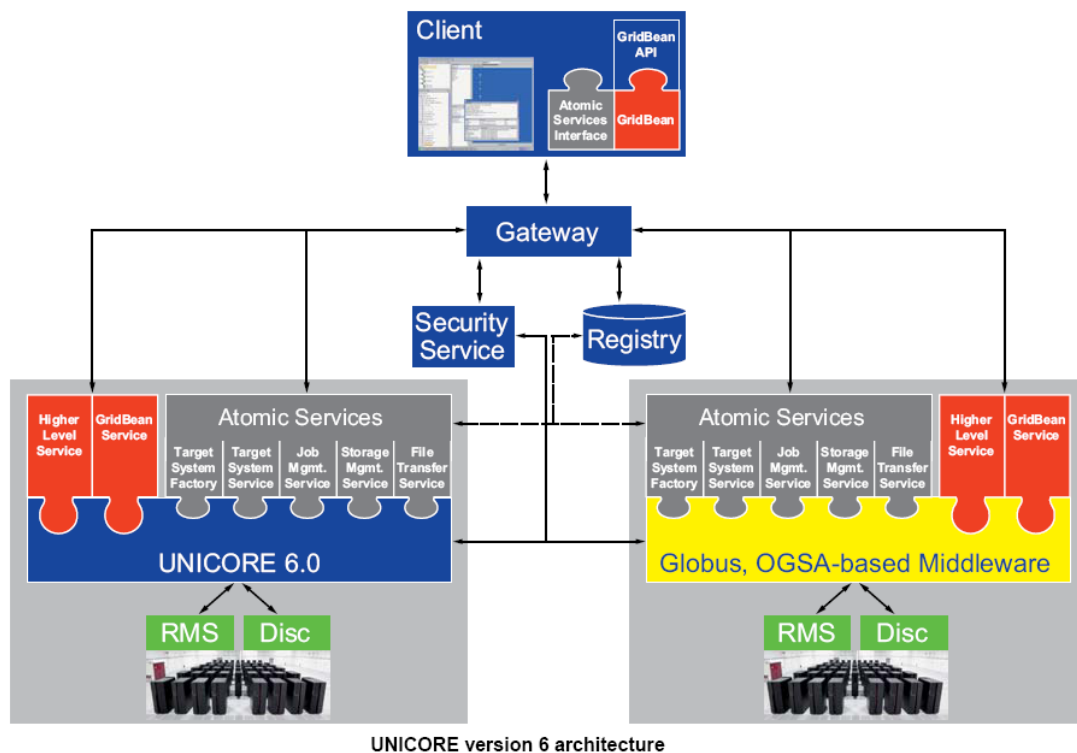 Client
GridBean
API
Atomic
Services
Interface
GridBean
Gateway
Security
Service
Registry
Higher
Level
Service
GridBean
Service
Atomic Services
Target
System
Factory
Target
System
Service
Job
Mgmt.
Service
Storage
Mgmt.
Service
File
Transfer
Service
UNICORE 6.0
RMS
Disc
Atomic Services
Target
System
Factory
Target
System
Service
Job
Mgmt.
Service
Storage
Mgmt.
Service
File
Transfer
Service
Higher
Level
Service
GridBean
Service
Globus, OGSA-based Middleware
RMS
Disc
UNICORE version 6 architecture